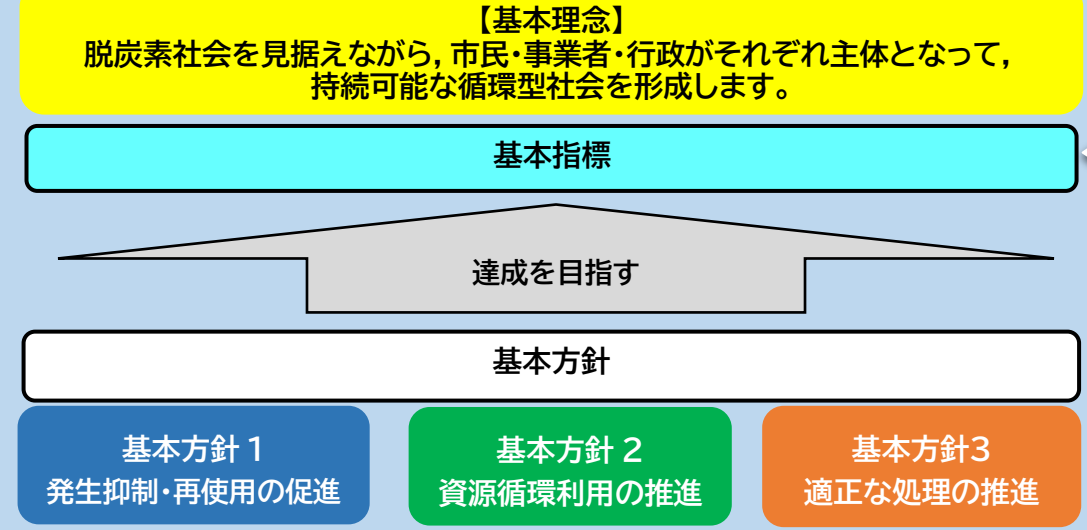 【基本理念】
脱炭素社会を見据えながら，市民・事業者・行政がそれぞれ主体となって，
持続可能な循環型社会を形成します。
基本指標
達成を目指す
基本方針
基本方針１
発生抑制・再使用の促進
基本方針２
資源循環利用の推進
基本方針3
適正な処理の推進